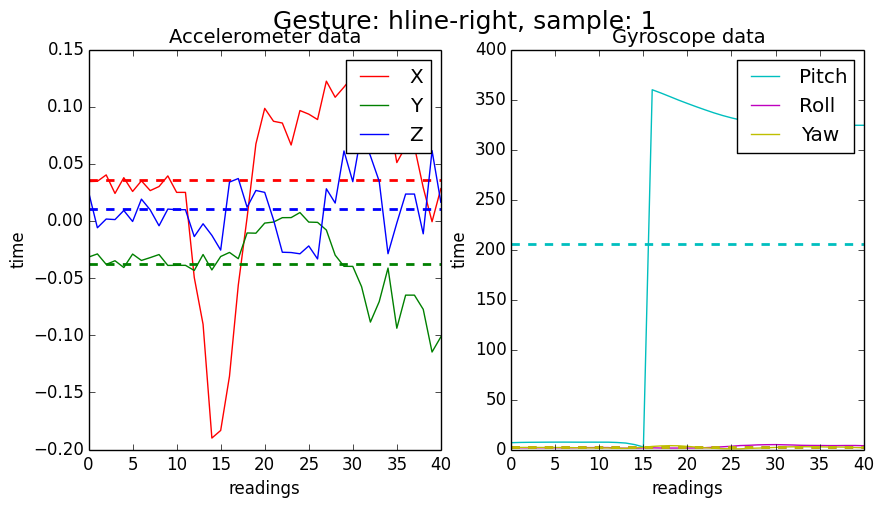 Gesture: hline-right, sample: 1
Accelerometer data
0.15
0.10
0.05
0.00
−0.05
−0.10
−0.15
−0.20
time
0 5 10 15 20 25 30 35 40
readings
X
Y
Z
Gyroscope data
400
350
300
250
200
150
100
50
0
time
0 5 10 15 20 25 30 35 40
readings
Pitch
Roll
Yaw